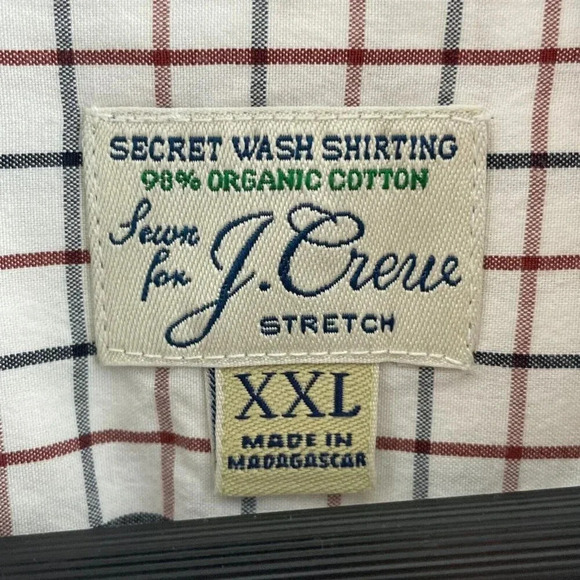 SECRET WASH SHIRTING
98% ORGANIC COTTON
Sewn
for J.Crew
STRETCH
XXL
MADE IN
MADAGASCAR